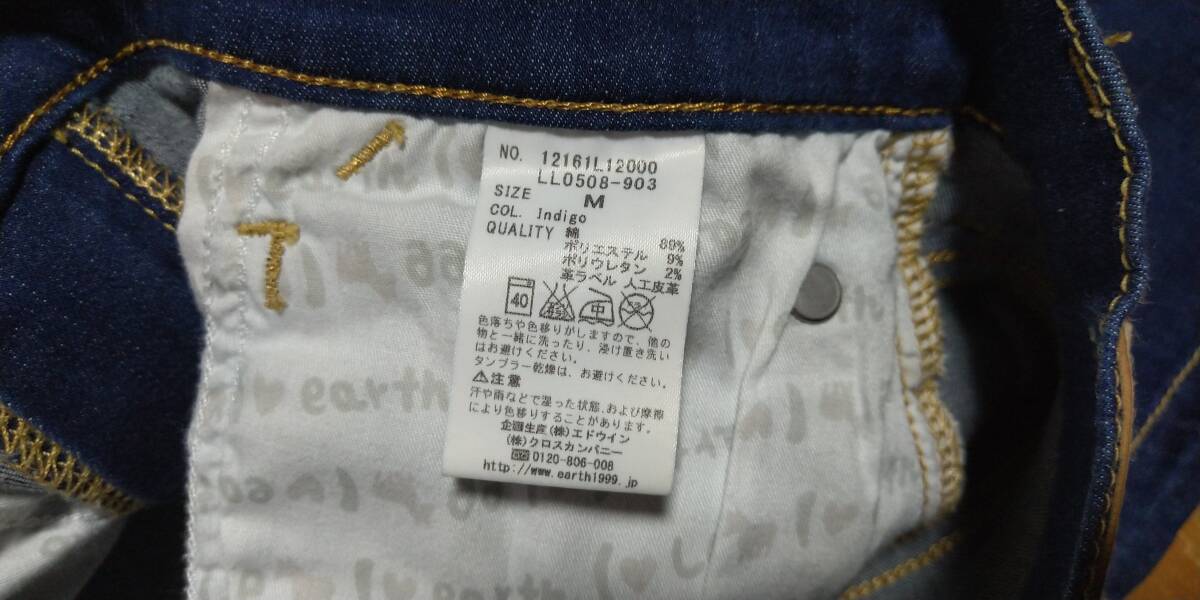 NO. 12161L12000
LL0508-903
SIZE M
COL. Indigo
QUALITY 綿 89%
ポリエステル 9%
ポリウレタン 2%
革ラベル 人工皮革
40 中
色落ちや色移りがしますので、他の
物と一緒に洗ったり、浸け置き洗い
はお避けください。
タンブラー乾燥は、お避けください。
⚠注意
汗や雨などで湿った状態、および摩擦
により色移りすることがあります。
企画生産(株)エドウイン
(株)クロスカンパニー
0120-806-008
http://www.earth1999.jp
earth
earth